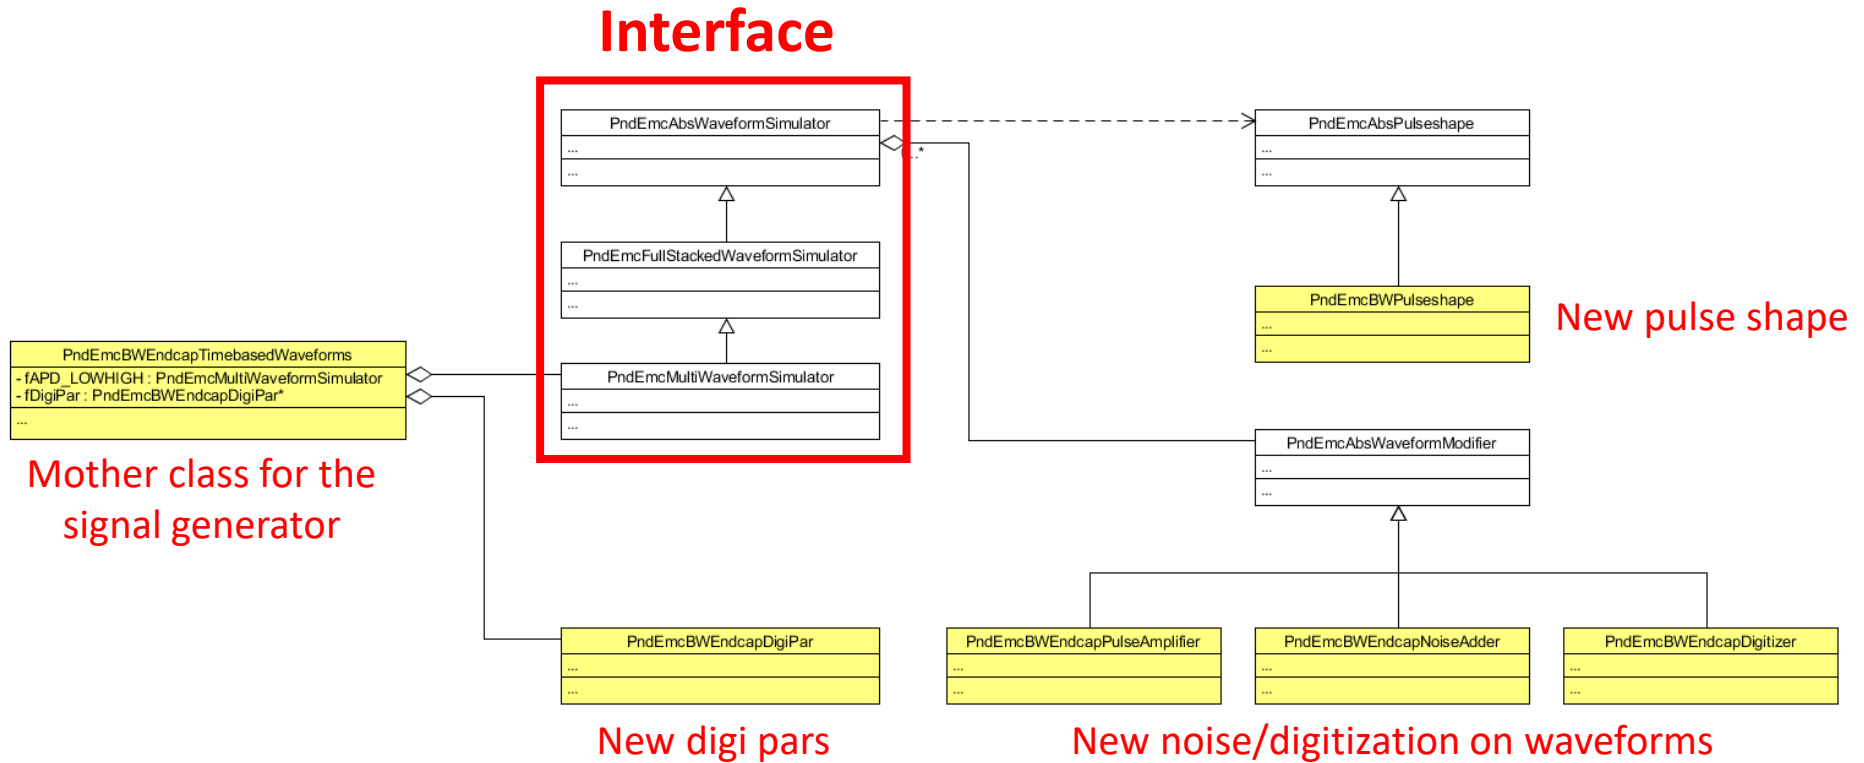 Interface
PndEmcAbsWaveformSimulator
...
...
..*
PndEmcAbsPulseshape
...
...
PndEmcFullStackedWaveformSimulator
...
...
PndEmcBWPulseshape
...
...
New pulse shape
PndEmcBWEndcapTimebasedWaveforms
- fAPD_LOWHIGH : PndEmcMultiWaveformSimulator
- fDigiPar : PndEmcBWEndcapDigiPar*
...
Mother class for the
signal generator
PndEmcMultiWaveformSimulator
...
...
PndEmcAbsWaveformModifier
...
...
PndEmcBWEndcapDigiPar
...
...
New digi pars
PndEmcBWEndcapPulseAmplifier
...
...
PndEmcBWEndcapNoiseAdder
...
...
PndEmcBWEndcapDigitizer
...
...
New noise/digitization on waveforms